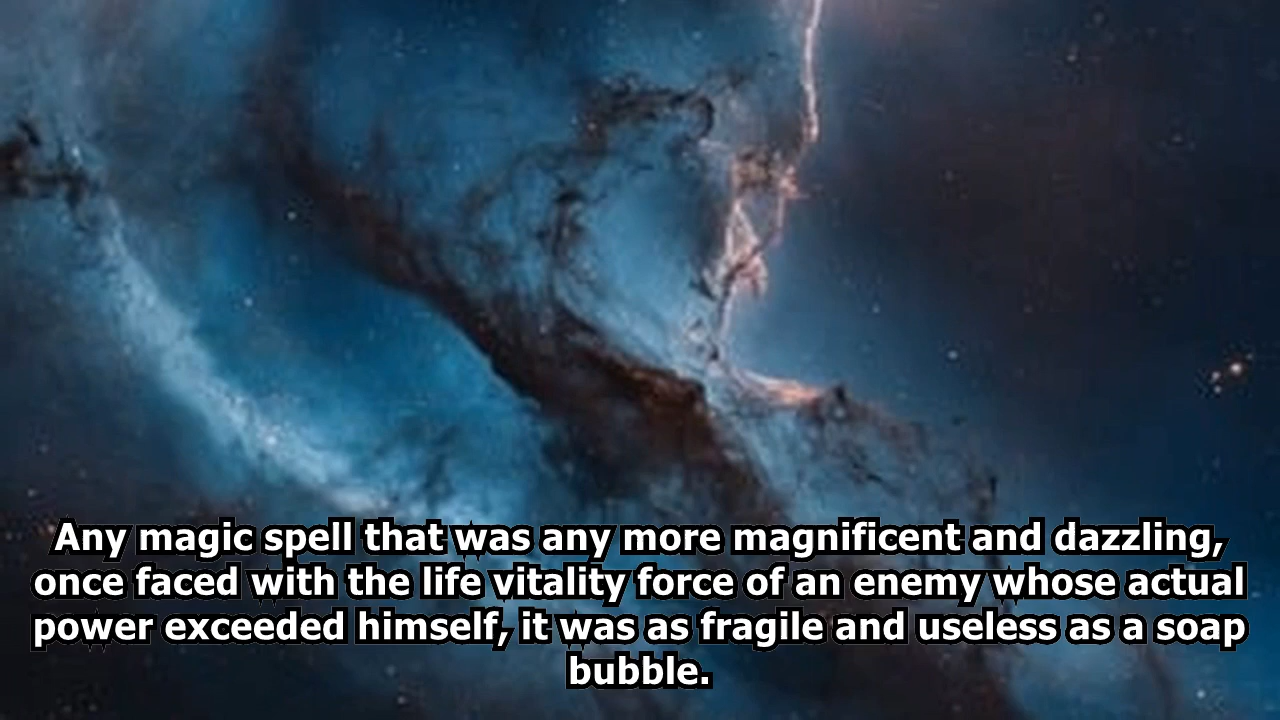 Any magic spell that was any more magnificent and dazzling,
once faced with the life vitality force of an enemy whose actual
power exceeded himself, it was as fragile and useless as a soap
bubble.